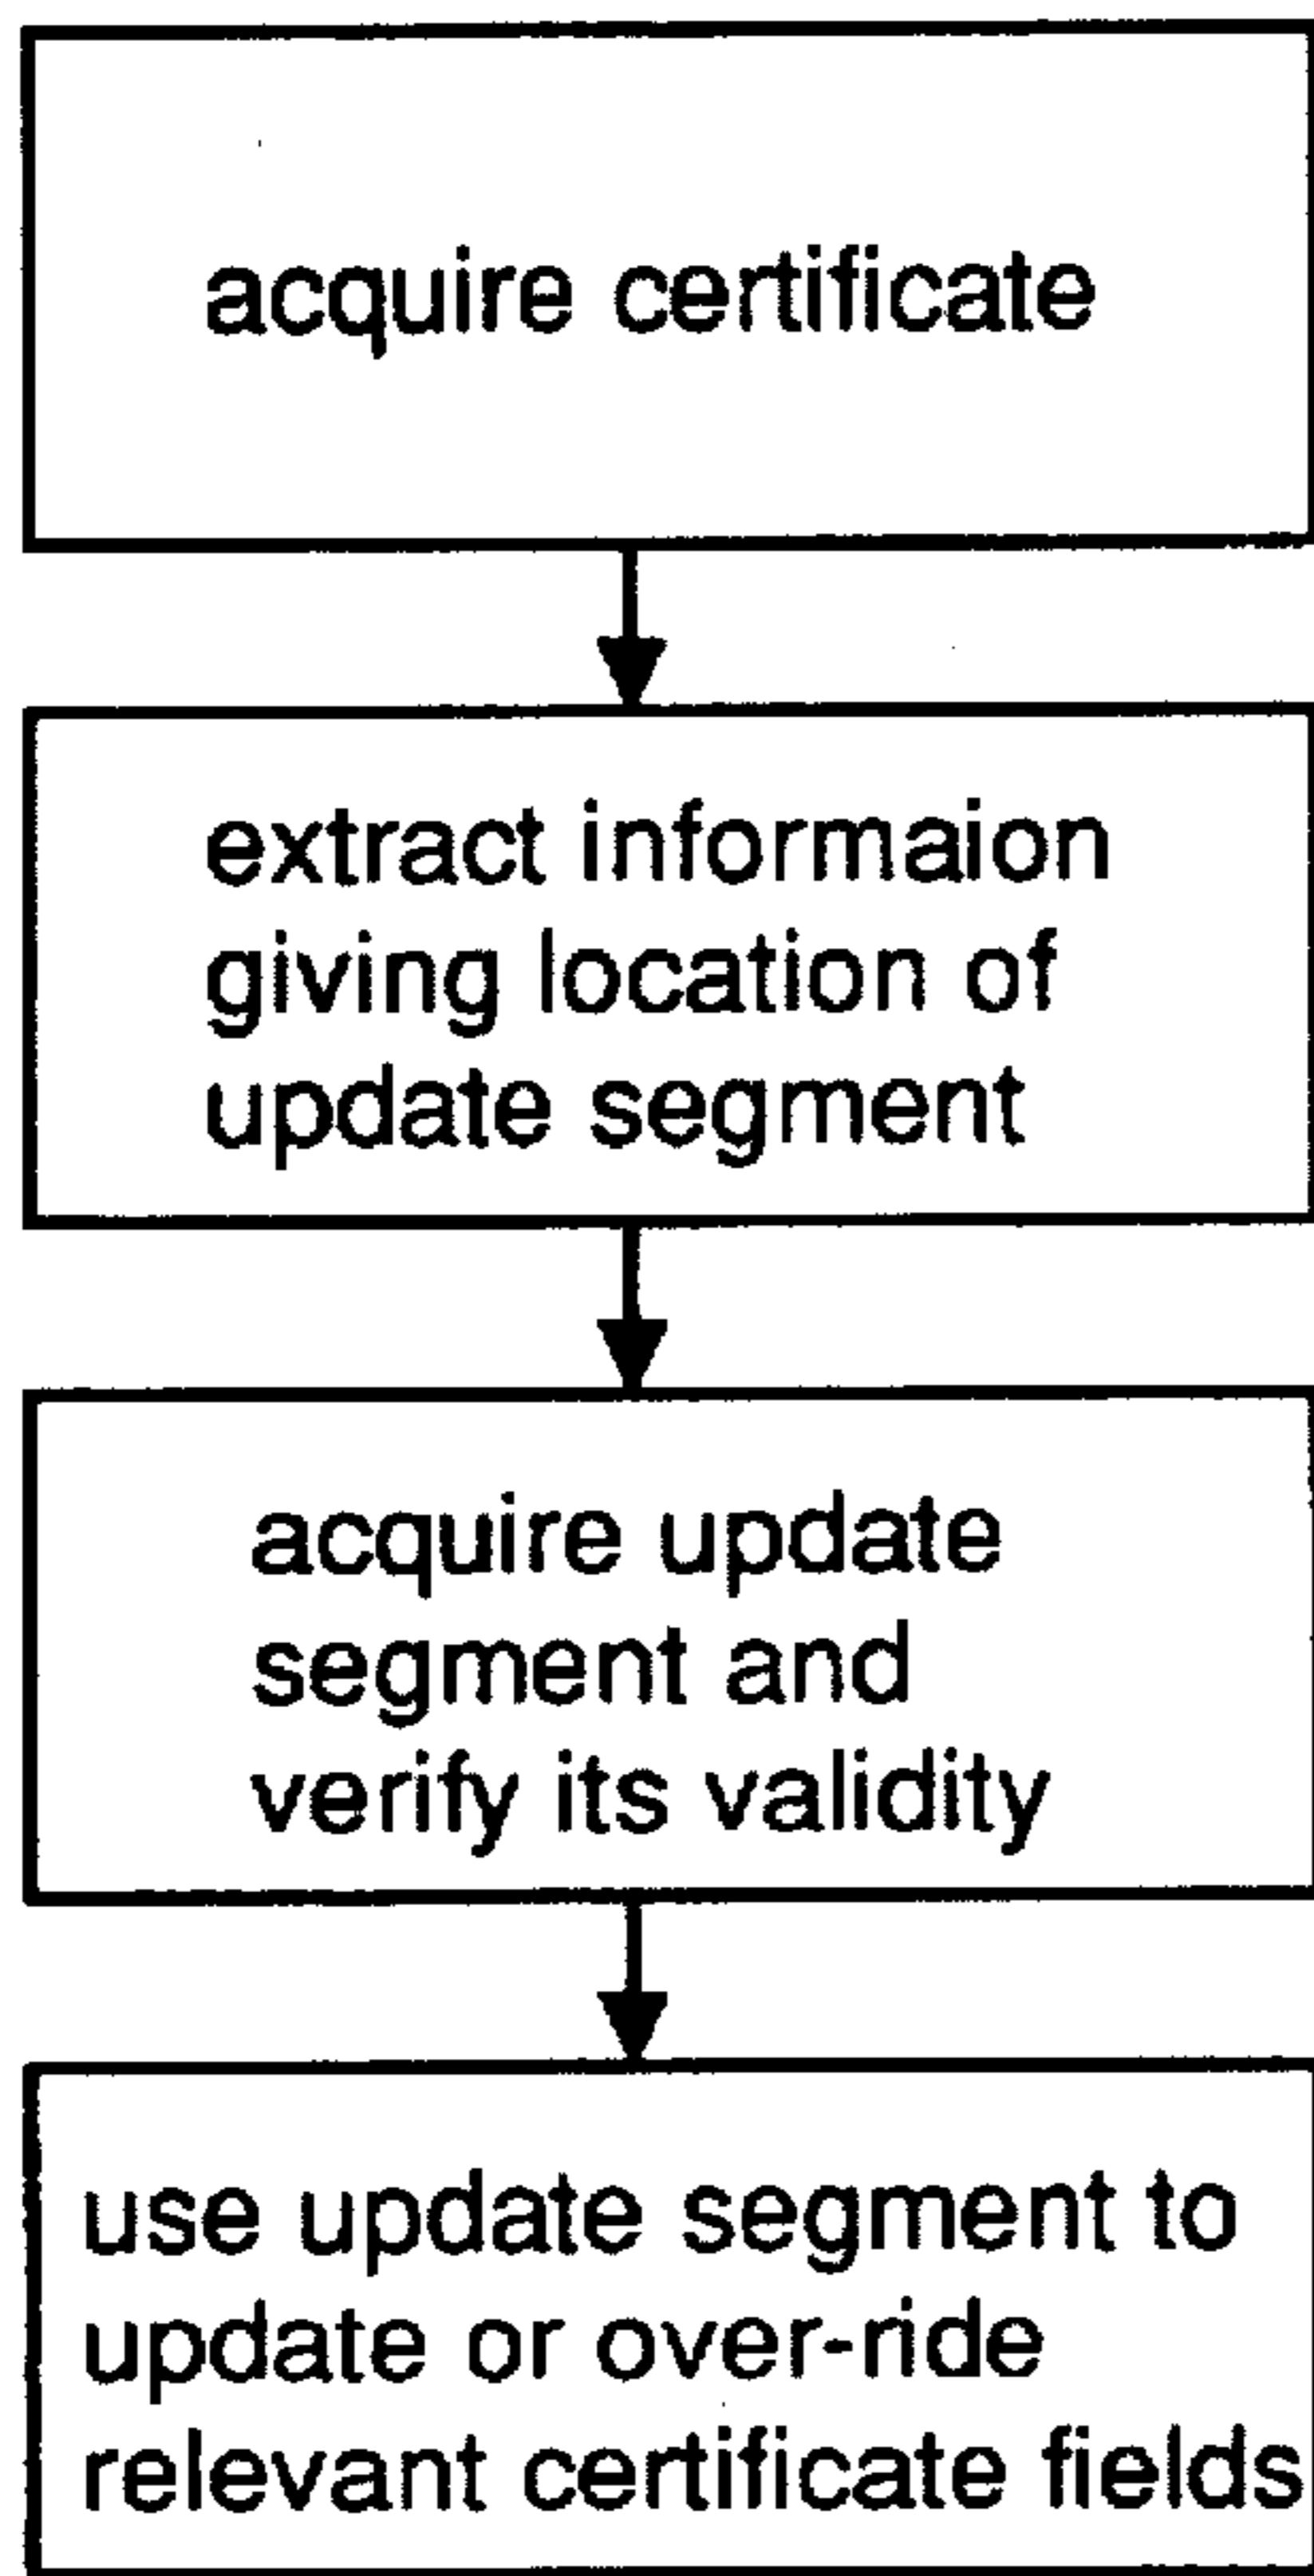 acquire certificate
extract informaion
giving location of
update segment
acquire update
segment and
verify its validity
use update segment to
update or over-ride
relevant certificate fields